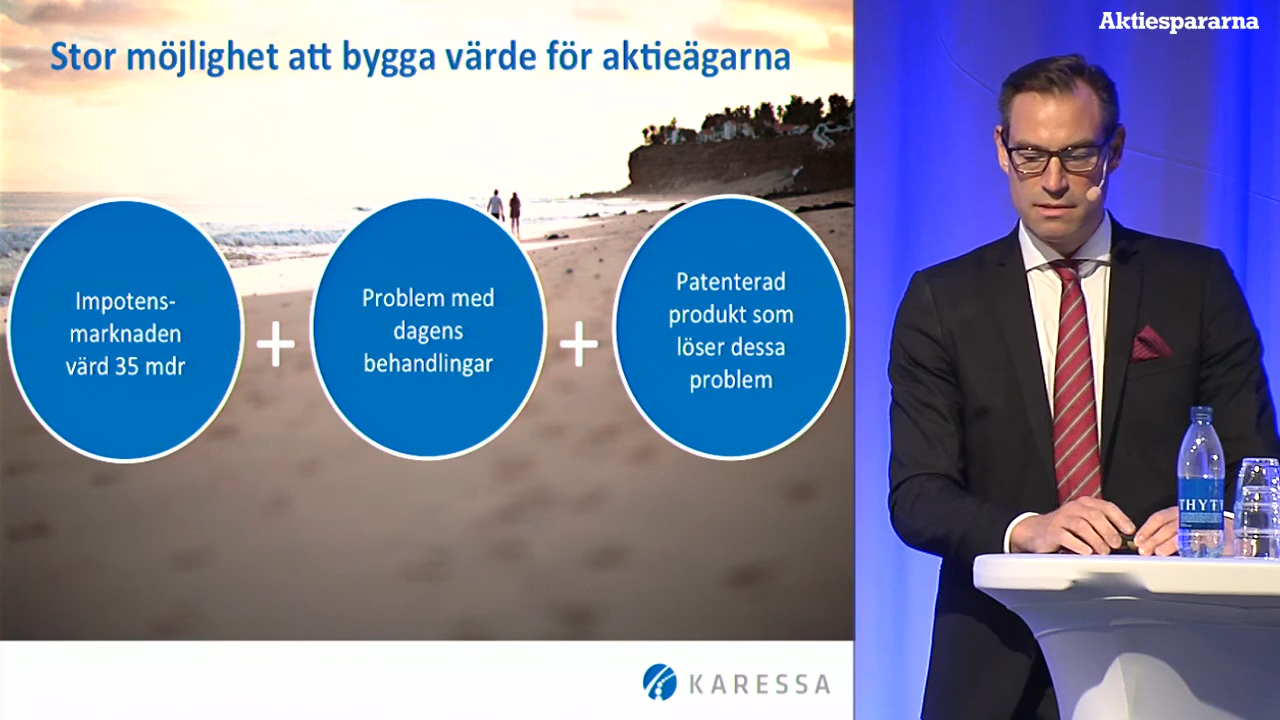 Aktiespararna
Stor möjlighet att bygga värde för aktieägarna
Impotens-
marknaden
värd 35 mdr
+
Problem med
dagens
behandlingar
+
Patenterad
produkt som
löser dessa
problem
KARESSA